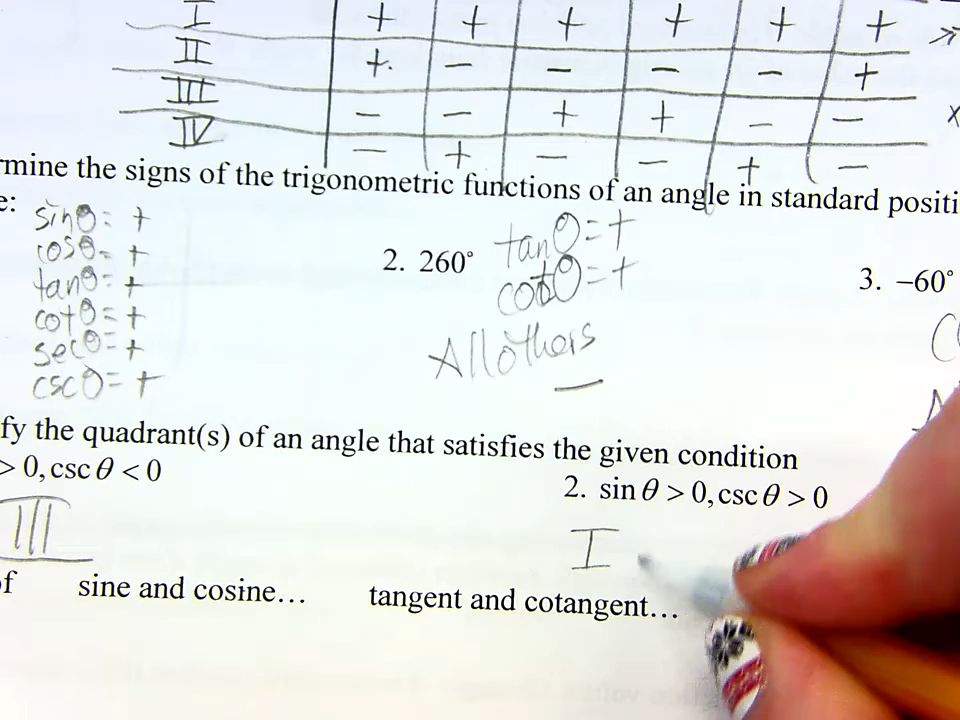 I + + + + + +
II + - - - - +
III - - + + - -
IV - + - - + -
rmine the signs of the trigonometric functions of an angle in standard positi
e:
sinθ = +
cosθ = +
tanθ = +
cotθ = +
secθ = +
cscθ = +
2. 260°
tanθ = +
cotθ = +
All others
—
3. −60°
fy the quadrant(s) of an angle that satisfies the given condition
> 0, csc θ < 0
2. sin θ > 0, csc θ > 0
III
I
of sine and cosine… tangent and cotangent…